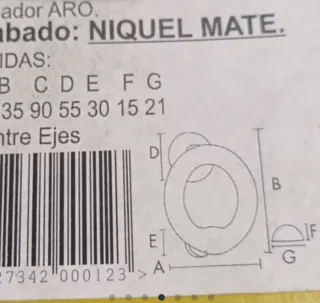 ador ARO.
abado: NIQUEL MATE.
IDAS:
B C D E F G
35 90 55 30 15 21
ntre Ejes
D
B
E
F
A
G
27342 000123 >